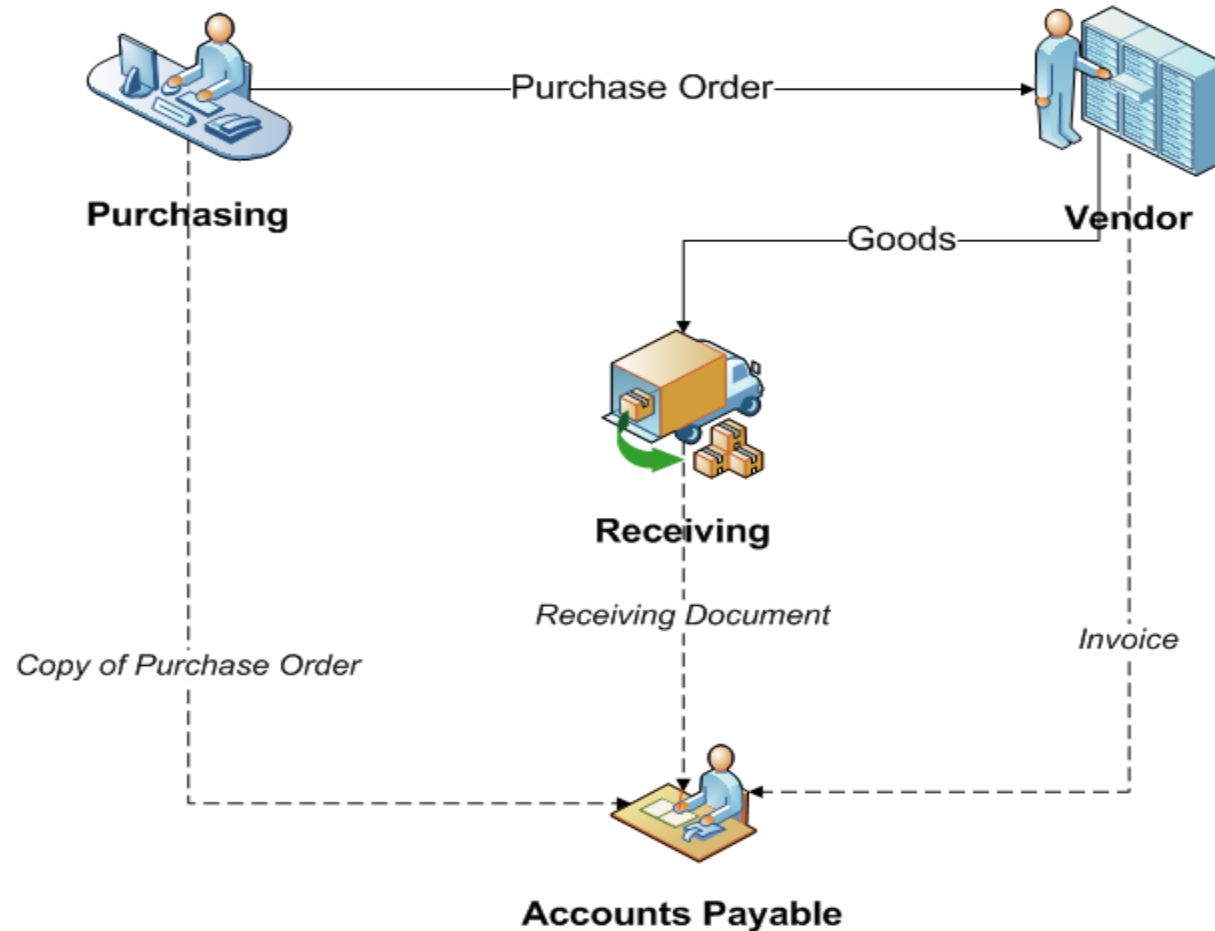 Purchase Order
Purchasing
Vendor
Goods
Receiving
Receiving Document
Invoice
Copy of Purchase Order
Accounts Payable